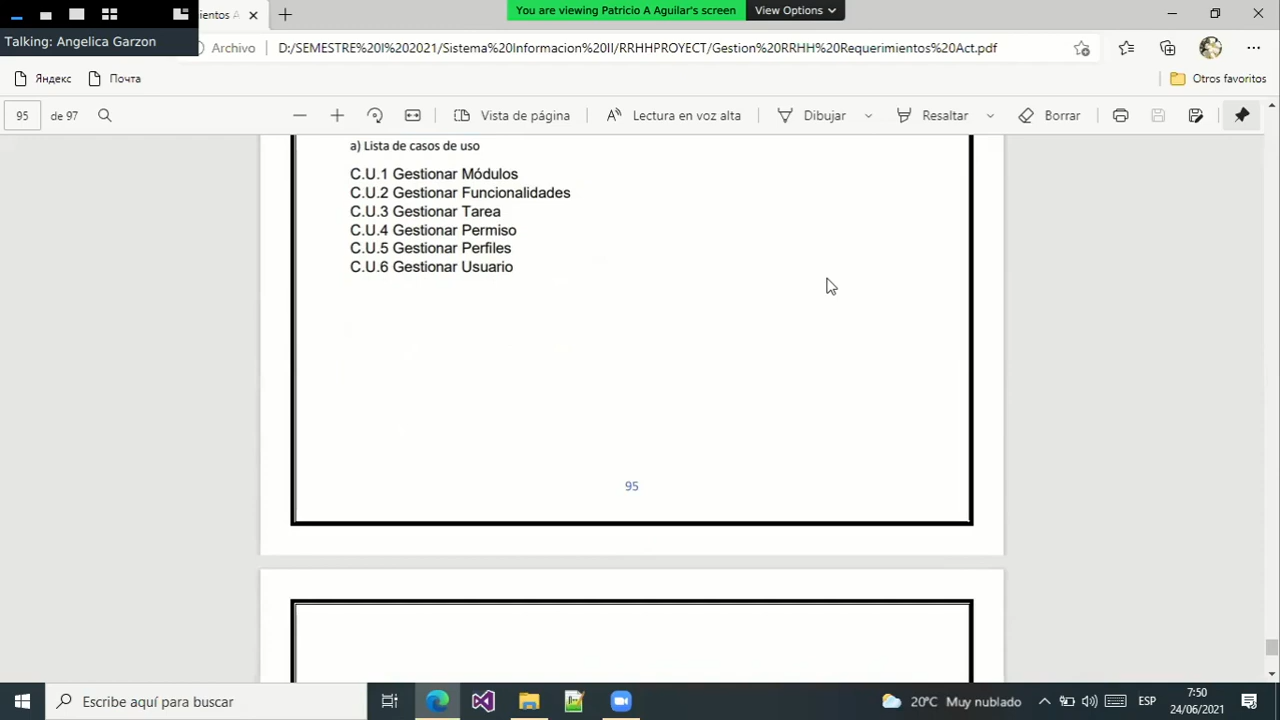 You are viewing Patricio A Aguilar's screen
View Options
Talking: Angelica Garzon
Archivo
D:/SEMESTRE%20I%202021/Sistema%20Informacion%20II/RRHHPROYECT/Gestion%20RRHH%20Requerimientos%20Act.pdf
Яндекс
Почта
Otros favoritos
95
de 97
Vista de página
Lectura en voz alta
Dibujar
Resaltar
Borrar
a) Lista de casos de uso
C.U.1 Gestionar Módulos
C.U.2 Gestionar Funcionalidades
C.U.3 Gestionar Tarea
C.U.4 Gestionar Permiso
C.U.5 Gestionar Perfiles
C.U.6 Gestionar Usuario
95
Escribe aquí para buscar
20°C Muy nublado
ESP
7:50
24/06/2021